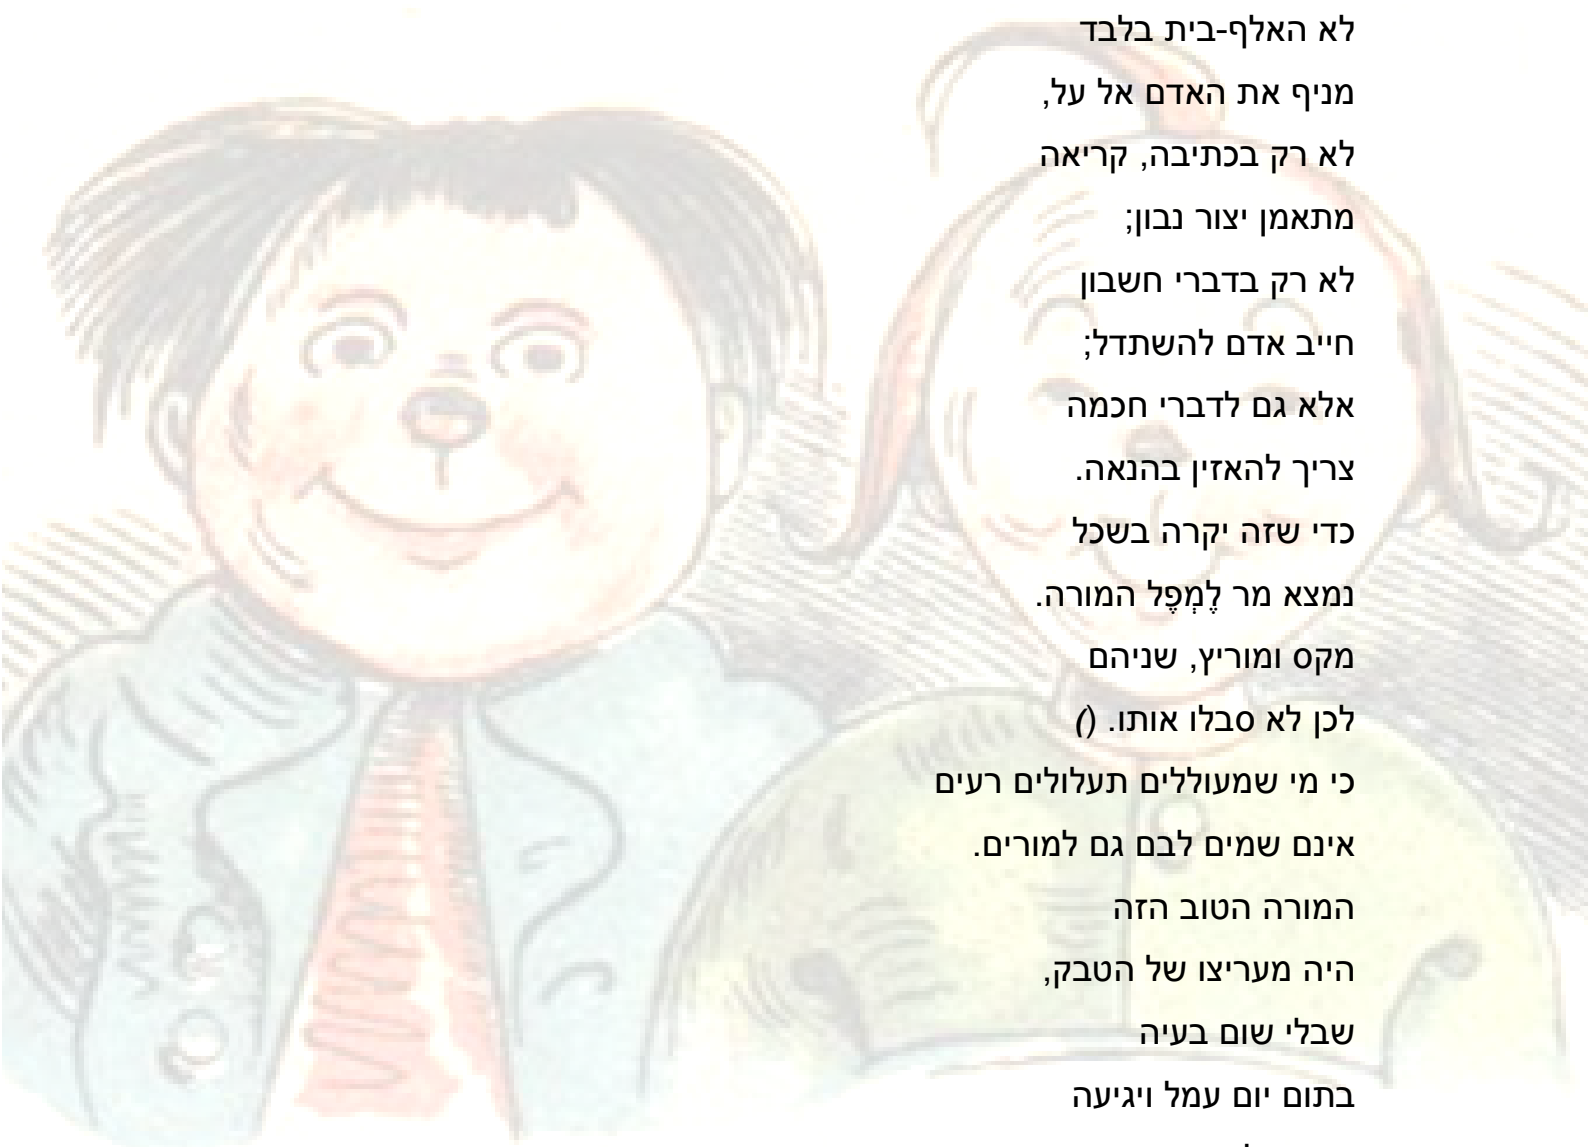 לא האלף-בית בלבד
מניף את האדם אל על,
לא רק בכתיבה, קריאה
מתאמן יצור נבון;
לא רק בדברי חשבון
חייב אדם להשתדל;
אלא גם לדברי חכמה
צריך להאזין בהנאה.
כדי שזה יקרה בשכל
נמצא מר לֶמְפֶּל המורה.
מקס ומוריץ, שניהם
לכן לא סבלו אותו. ()
כי מי שמעוללים תעלולים רעים
אינם שמים לבם גם למורים.
המורה הטוב הזה
היה מעריצו של הטבק,
שבלי שום בעיה
בתום יום עמל ויגיעה